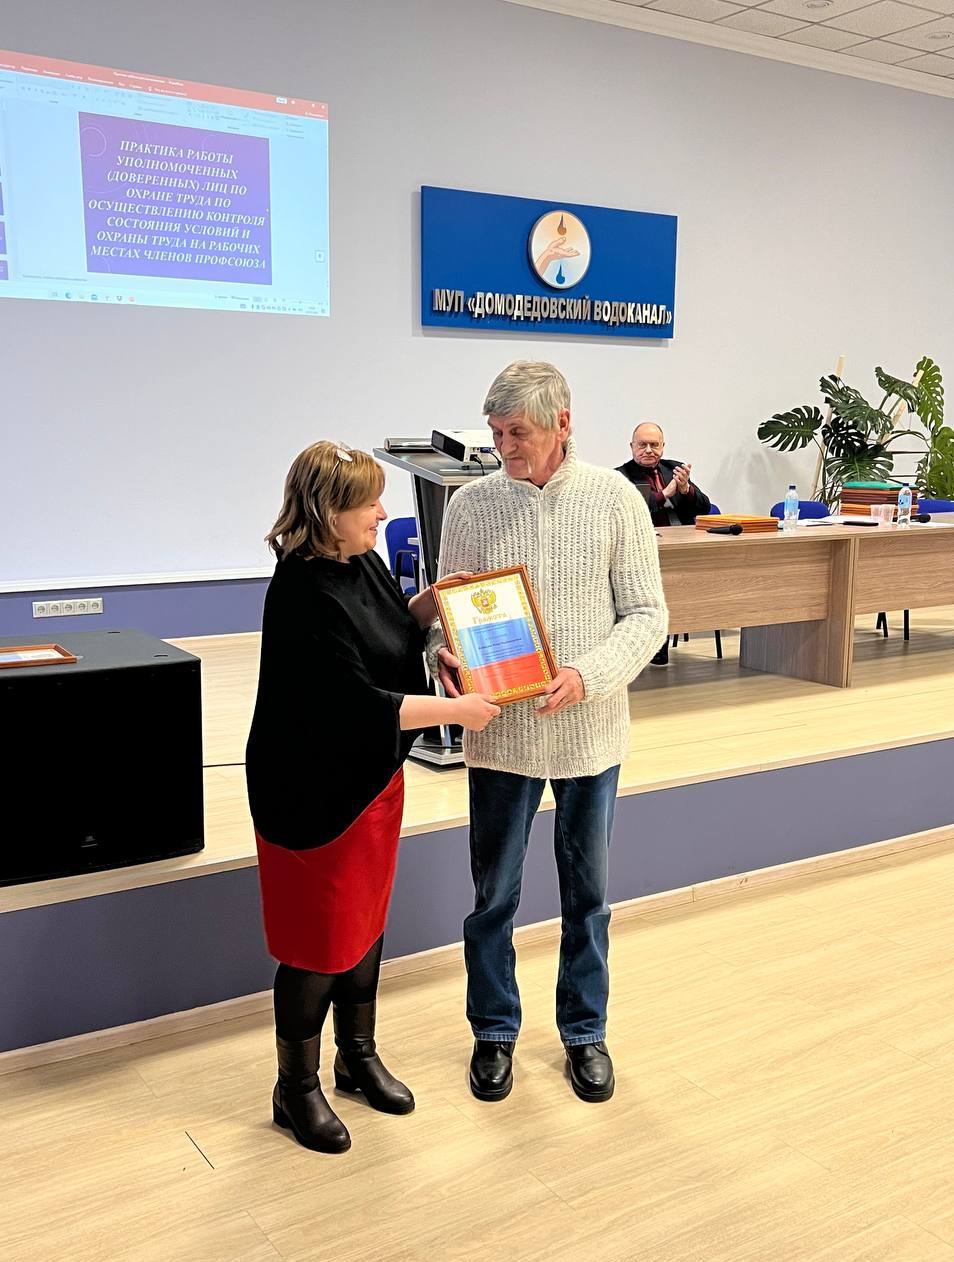 ПРАКТИКА РАБОТЫ
УПОЛНОМОЧЕННЫХ
(ДОВЕРЕННЫХ) ЛИЦ ПО
ОХРАНЕ ТРУДА ПО
ОСУЩЕСТВЛЕНИЮ КОНТРОЛЯ
СОСТОЯНИЯ УСЛОВИЙ И
ОХРАНЫ ТРУДА НА РАБОЧИХ
МЕСТАХ ЧЛЕНОВ ПРОФСОЮЗА
МУП «ДОМОДЕДОВСКИЙ ВОДОКАНАЛ»
Грамота